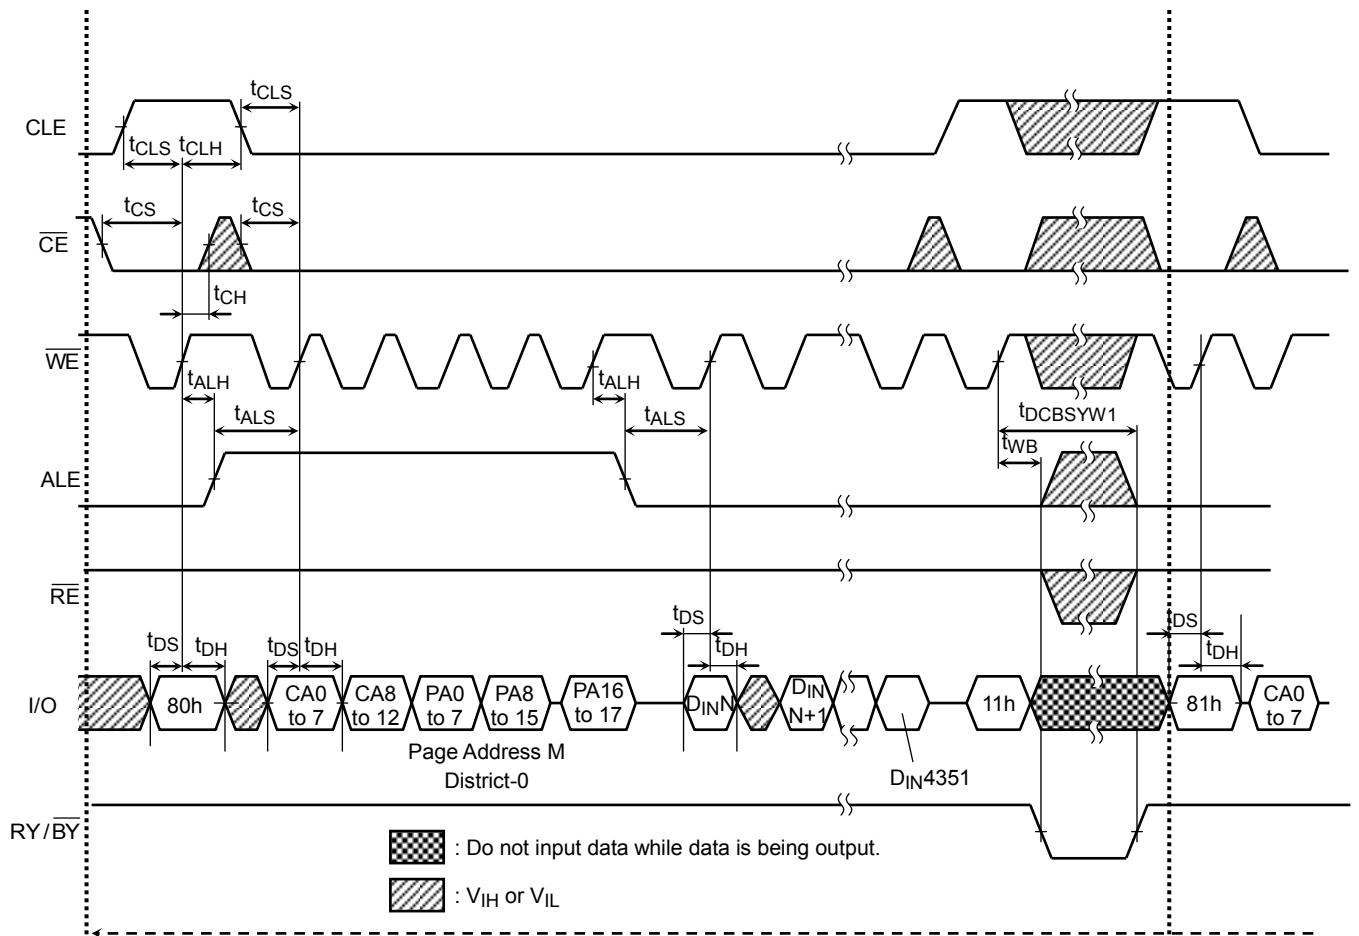 tCLS
CLE
tCLS tCLH
tCS tCS
CE
tCH
WE
tALH tALH
tALS tALS tDCBSYW1
tWB
ALE
RE
tDS tDH tDS tDH tDS tDH tDS tDH
I/O
80h
CA0 to 7
CA8 to 12
PA0 to 7
PA8 to 15
PA16 to 17
DINN
DIN N+1
11h
81h
CA0 to 7
Page Address M
District-0
DIN4351
RY/BY
: Do not input data while data is being output.
: VIH or VIL